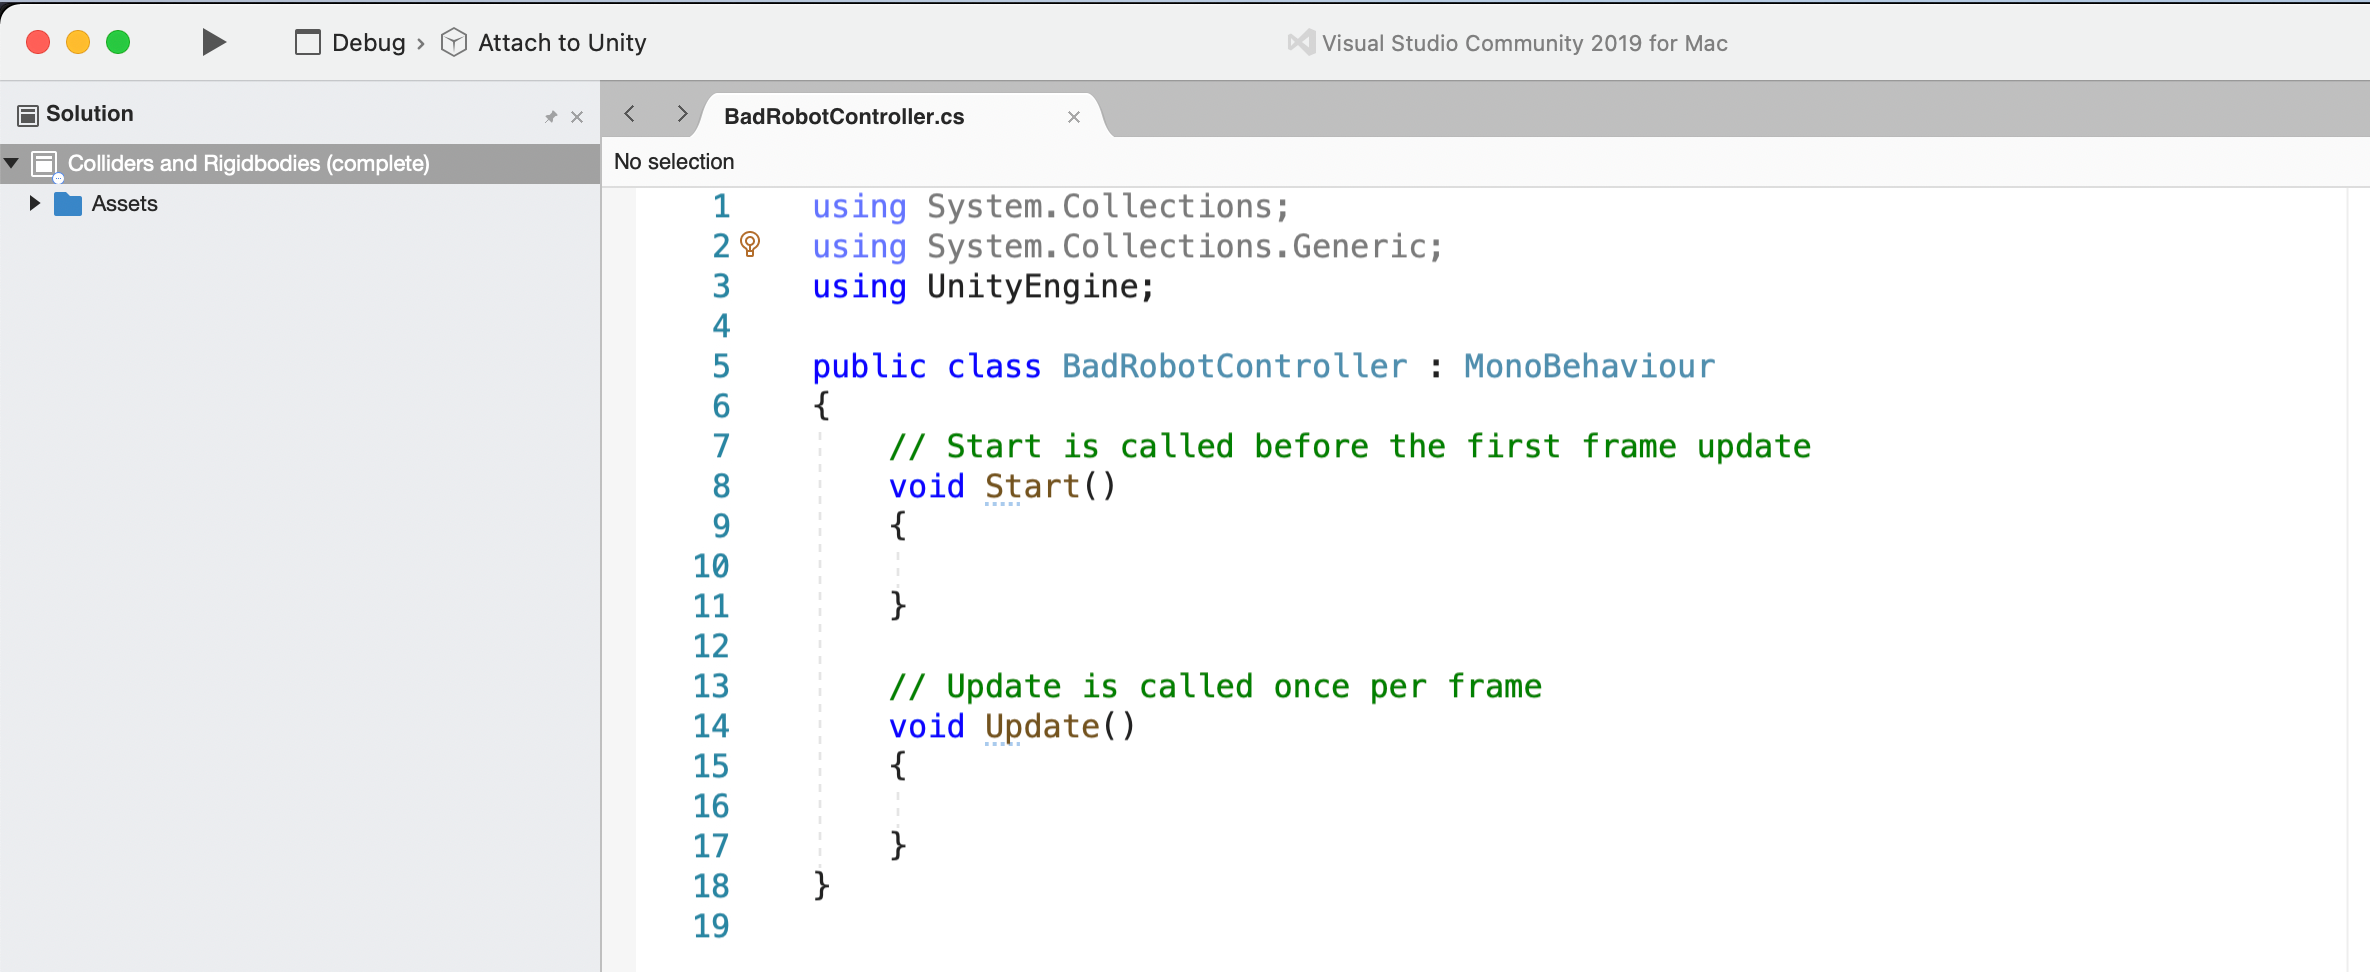 Debug › Attach to Unity
Visual Studio Community 2019 for Mac
Solution
BadRobotController.cs
Colliders and Rigidbodies (complete)
No selection
Assets
1 using System.Collections;
2 using System.Collections.Generic;
3 using UnityEngine;
4
5 public class BadRobotController : MonoBehaviour
6 {
7 // Start is called before the first frame update
8 void Start()
9 {
10
11 }
12
13 // Update is called once per frame
14 void Update()
15 {
16
17 }
18 }
19